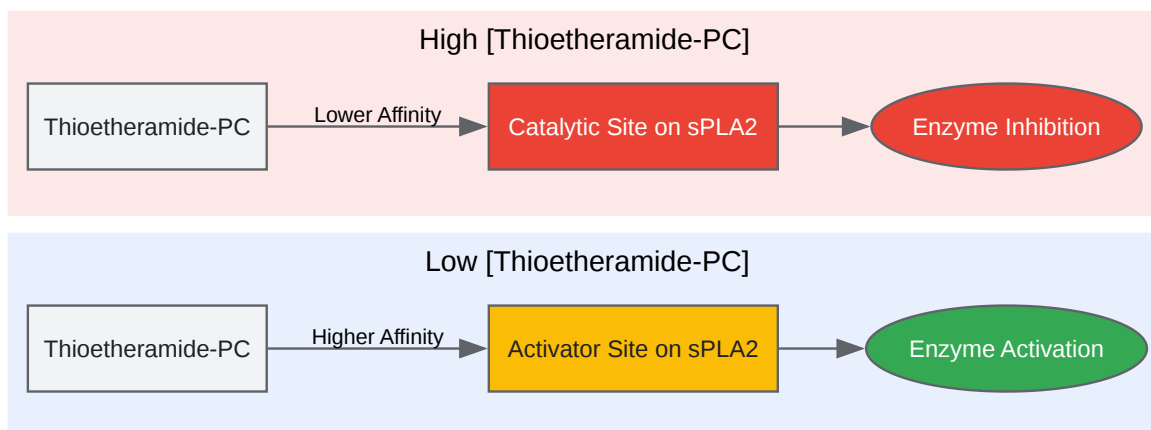 High [Thioetheramide-PC]
Thioetheramide-PC
Lower Affinity
Catalytic Site on sPLA2
Enzyme Inhibition
Low [Thioetheramide-PC]
Thioetheramide-PC
Higher Affinity
Activator Site on sPLA2
Enzyme Activation